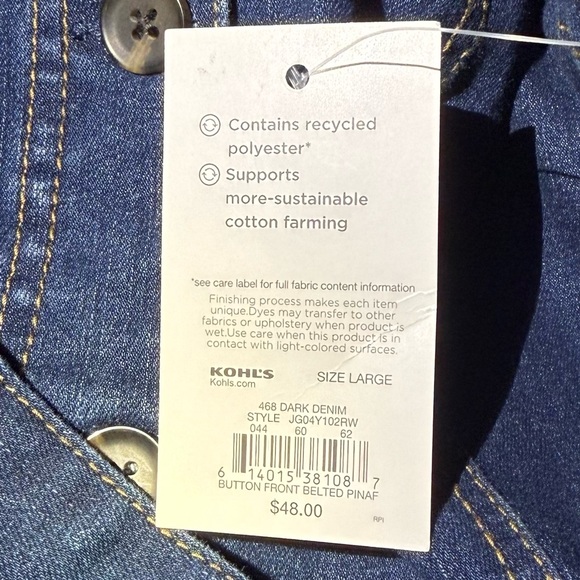 Contains recycled
polyester*
Supports
more-sustainable
cotton farming
*see care label for full fabric content information
Finishing process makes each item
unique.Dyes may transfer to other
fabrics or upholstery when product is
wet.Use care when this product is in
contact with light-colored surfaces.
KOHL'S
Kohls.com
SIZE LARGE
468 DARK DENIM
STYLE JG04Y102RW
044 60 62
6 14015 38108 7
BUTTON FRONT BELTED PINAF
$48.00
RPI